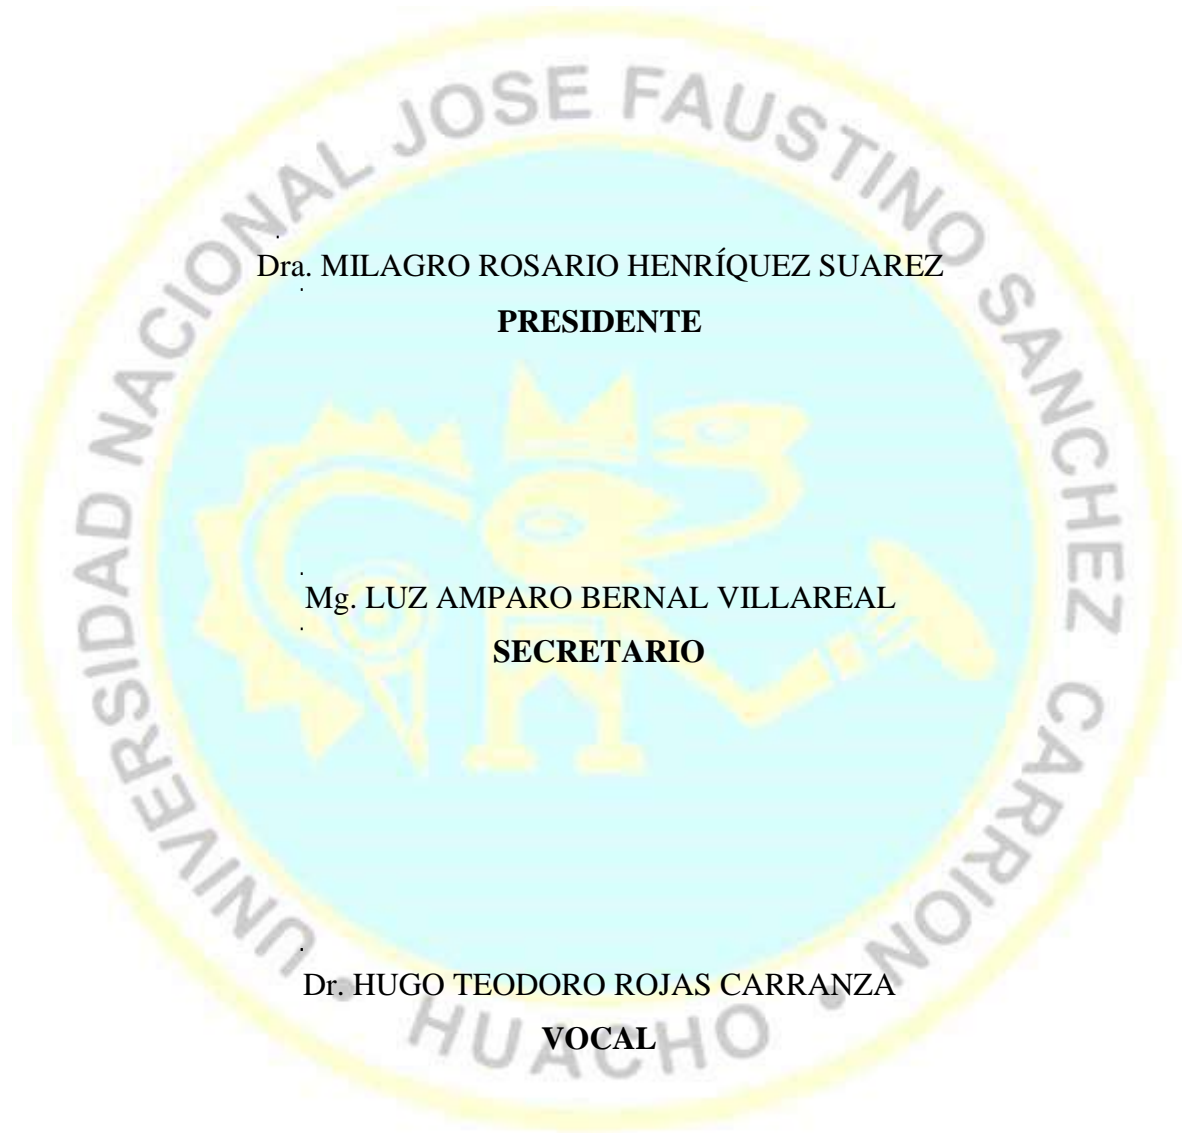 UNIVERSIDAD NACIONAL JOSE FAUSTINO SANCHEZ CARRION
• HUACHO •
Dra. MILAGRO ROSARIO HENRÍQUEZ SUAREZ
PRESIDENTE
Mg. LUZ AMPARO BERNAL VILLAREAL
SECRETARIO
Dr. HUGO TEODORO ROJAS CARRANZA
VOCAL